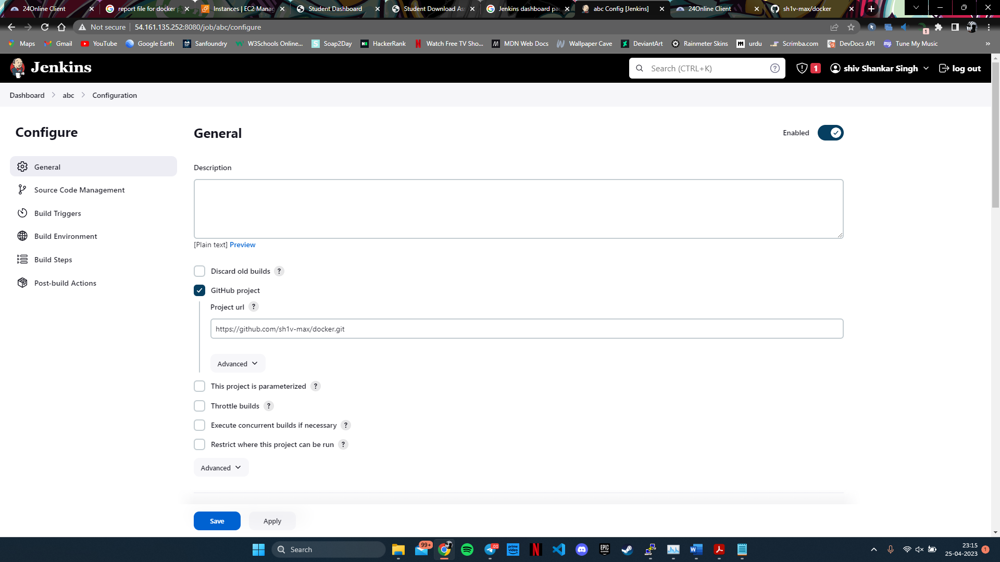 24Online Client
report file for docker p
Instances | EC2 Manag
Student Dashboard
Student Download Ass
Jenkins dashboard pa
abc Config [Jenkins]
24Online Client
sh1v-max/docker
Not secure
54.161.135.252:8080/job/abc/configure
1
Maps
Gmail
YouTube
Google Earth
Sanfoundry
W3Schools Online...
Soap2Day
HackerRank
Watch Free TV Sho...
MDN Web Docs
Wallpaper Cave
DeviantArt
Rainmeter Skins
urdu
Scrimba.com
DevDocs API
Tune My Music
»
Jenkins
Search (CTRL+K)
?
1
shiv Shankar Singh
log out
Dashboard
abc
Configuration
Configure
General
Source Code Management
Build Triggers
Build Environment
Build Steps
Post-build Actions
General
Enabled
Description
[Plain text] Preview
Discard old builds ?
GitHub project
Project url ?
https://github.com/sh1v-max/docker.git
Advanced
This project is parameterized ?
Throttle builds ?
Execute concurrent builds if necessary ?
Restrict where this project can be run ?
Advanced
Save
Apply
Search
99+
prime video
EPIC GAMES
23:15
25-04-2023
1